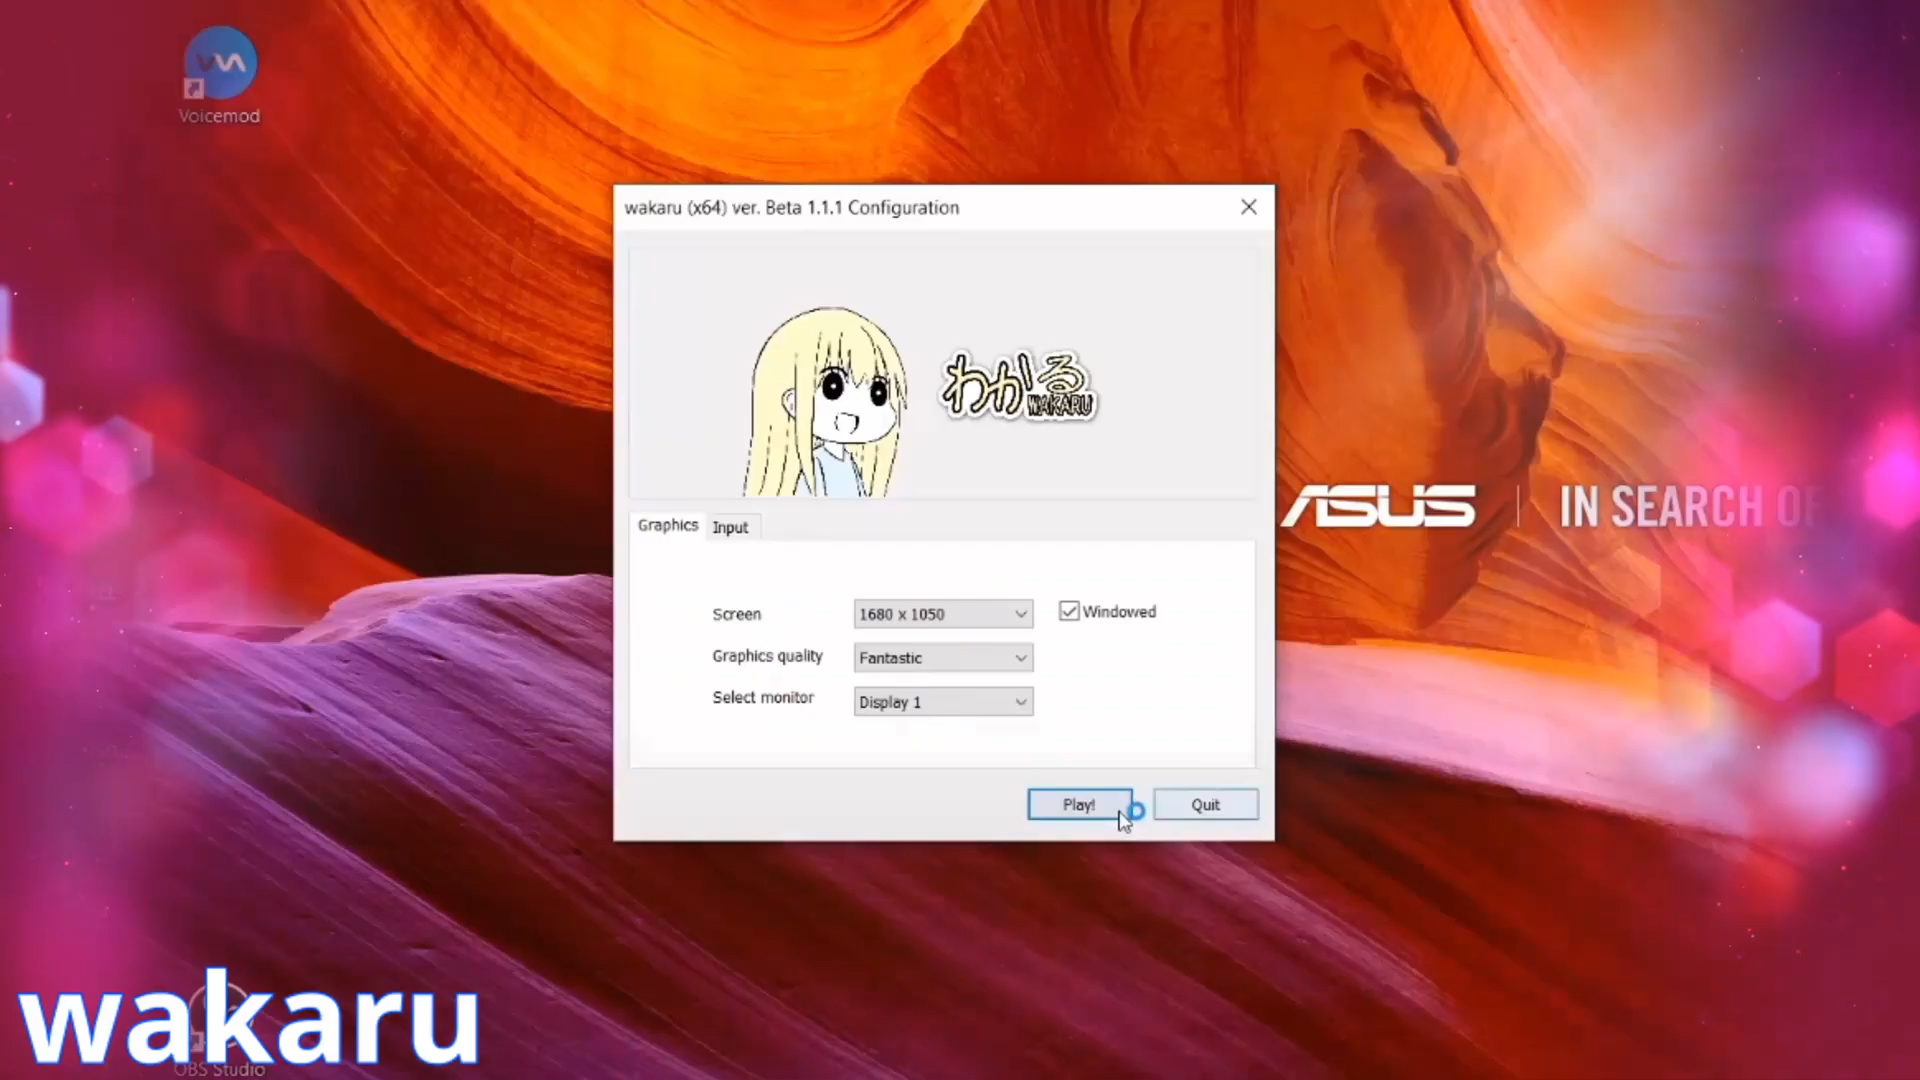 Voicemod
wakaru (x64) ver. Beta 1.1.1 Configuration
わかる
WAKARU
ASUS
IN SEARCH OF
Graphics
Input
Screen
1680 x 1050
Windowed
Graphics quality
Fantastic
Select monitor
Display 1
Play!
Quit
wakaru
OBS Studio